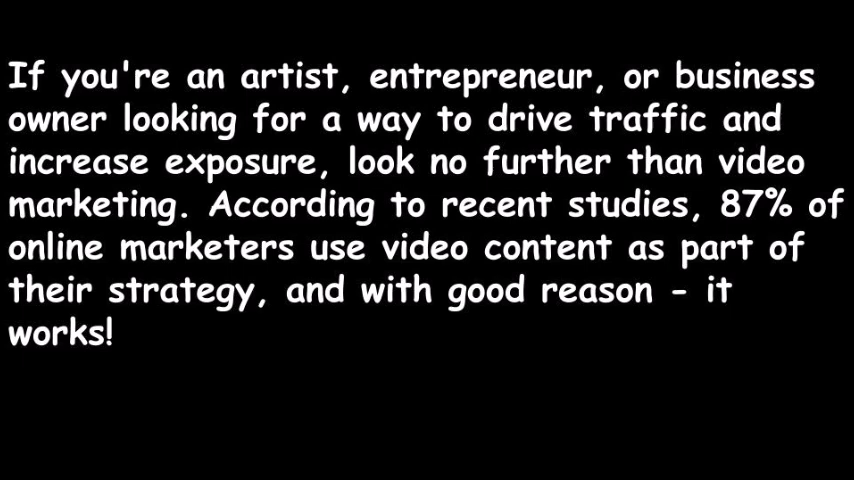 If you're an artist, entrepreneur, or business
owner looking for a way to drive traffic and
increase exposure, look no further than video
marketing. According to recent studies, 87% of
online marketers use video content as part of
their strategy, and with good reason - it
works!